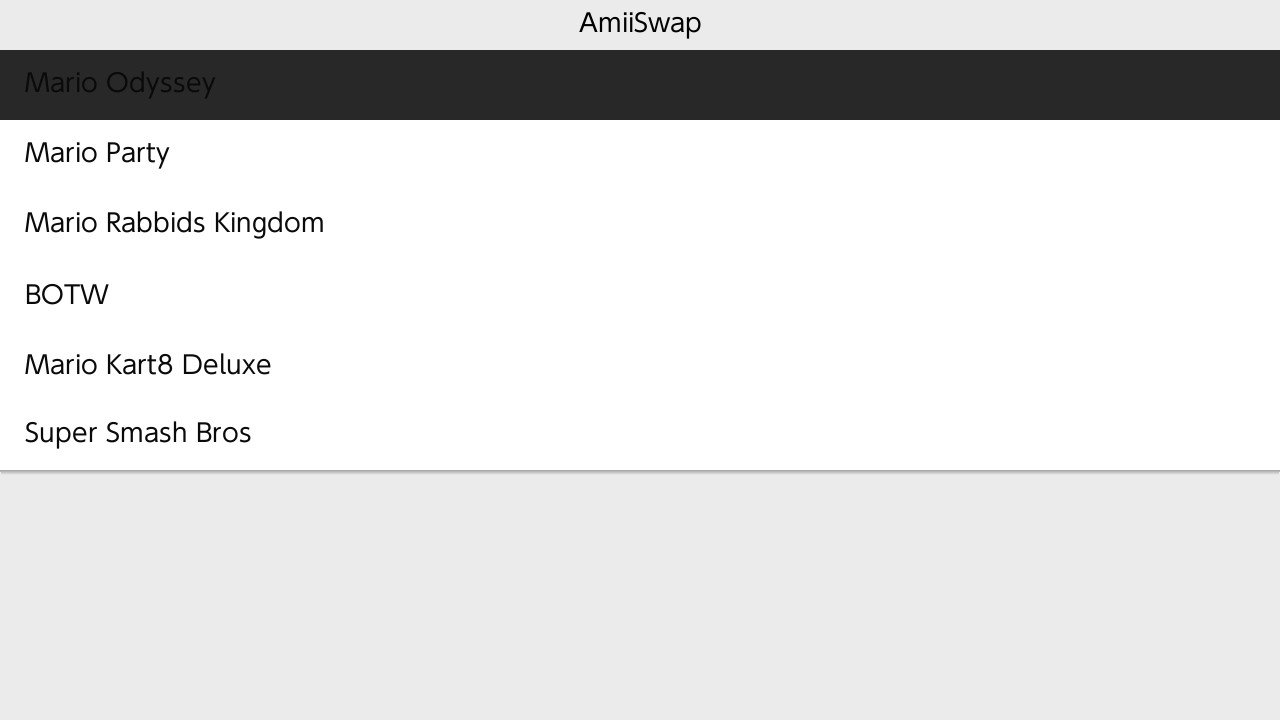 AmiiSwap
Mario Odyssey
Mario Party
Mario Rabbids Kingdom
BOTW
Mario Kart8 Deluxe
Super Smash Bros